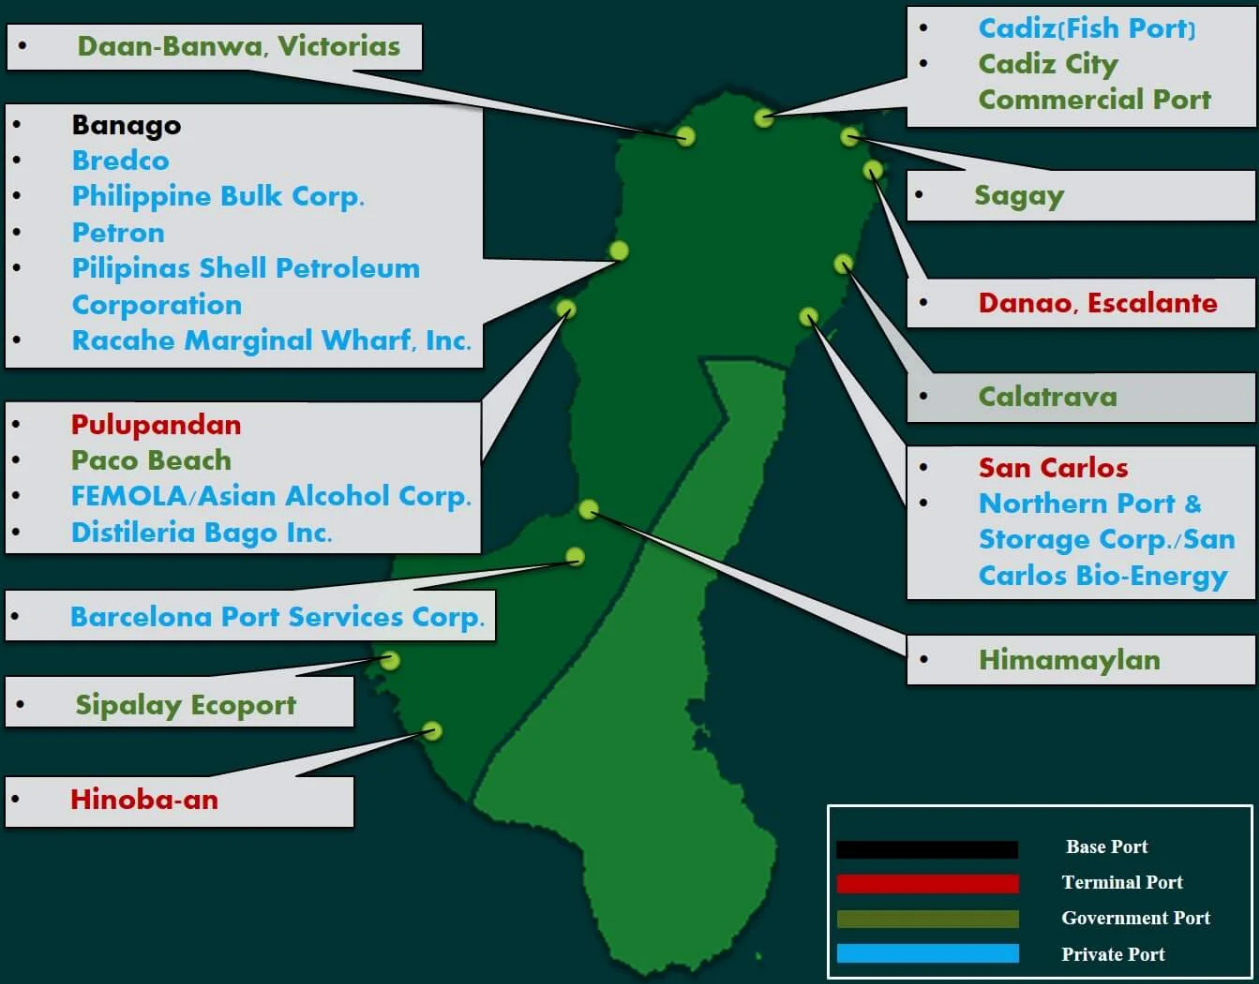 • Daan-Banwa, Victorias
• Banago
• Bredco
• Philippine Bulk Corp.
• Petron
• Pilipinas Shell Petroleum
Corporation
• Racahe Marginal Wharf, Inc.
• Pulupandan
• Paco Beach
• FEMOLA/Asian Alcohol Corp.
• Distileria Bago Inc.
• Barcelona Port Services Corp.
• Sipalay Ecoport
• Hinoba-an
• Cadiz(Fish Port)
• Cadiz City
Commercial Port
• Sagay
• Danao, Escalante
• Calatrava
• San Carlos
• Northern Port &
Storage Corp./San
Carlos Bio-Energy
• Himamaylan
Base Port
Terminal Port
Government Port
Private Port